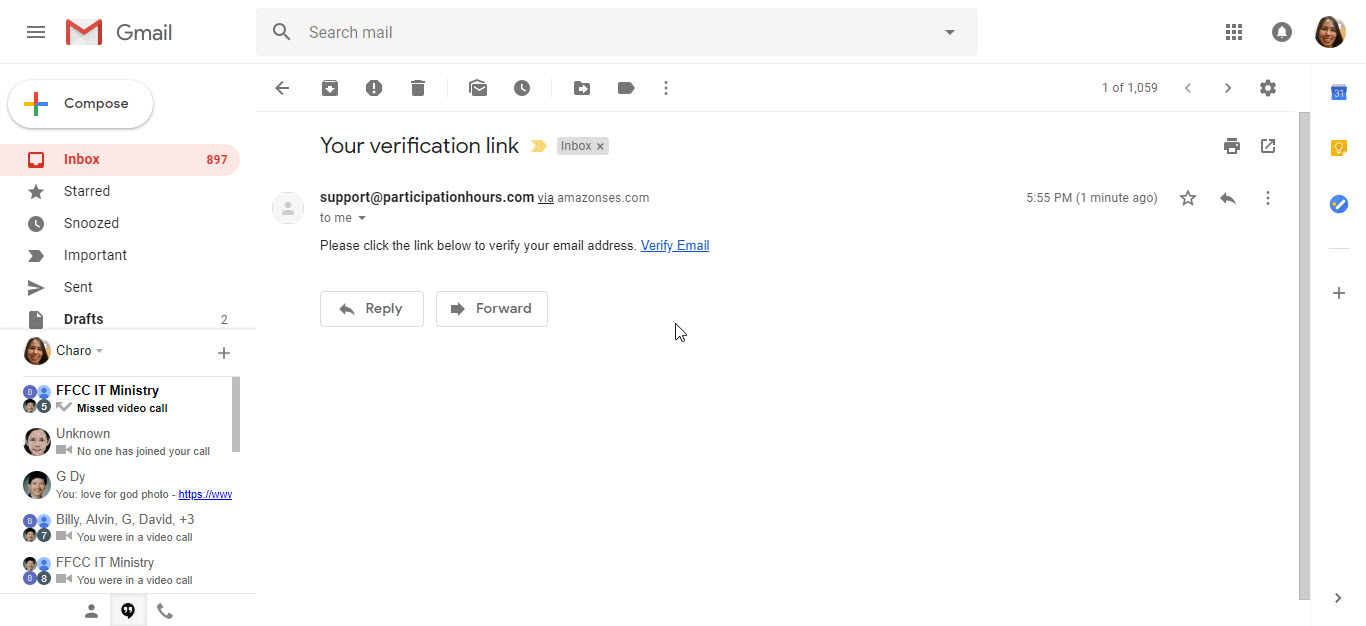 Gmail
Search mail
1 of 1,059
31
Compose
Your verification link
Inbox x
Inbox 897
Starred
Snoozed
Important
Sent
Drafts 2
support@participationhours.com via amazonses.com
5:55 PM (1 minute ago)
to me
Please click the link below to verify your email address. Verify Email
Reply
Forward
Charo
FFCC IT Ministry
5
Missed video call
Unknown
No one has joined your call
G Dy
You: love for god photo - https://www
Billy, Alvin, G, David, +3
7
You were in a video call
FFCC IT Ministry
8
You were in a video call